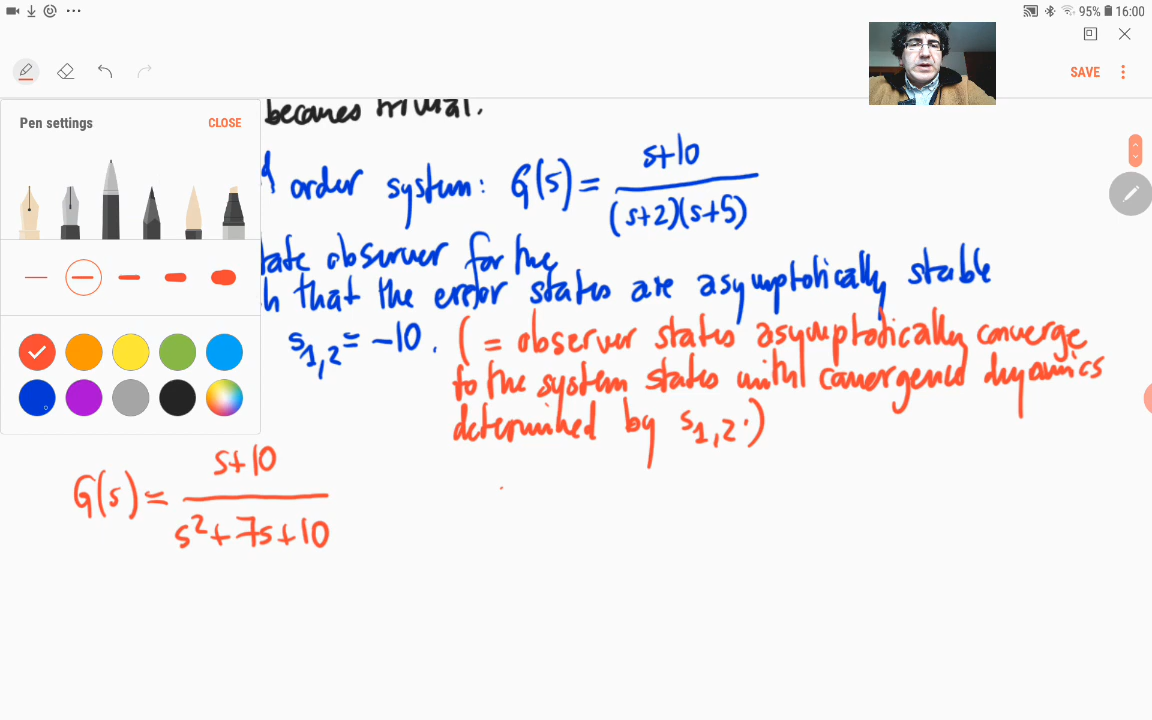 95% 16:00
SAVE
Pen settings CLOSE
becomes trivial.
order system: G(s) = s+10 / (s+2)(s+5)
tate observer for the
h that the error states are asymptotically stable
s1,2 = -10. ( = observer states asymptotically converge
to the system states with convergence dynamics
determined by s1,2.)
G(s) = s+10 / s²+7s+10